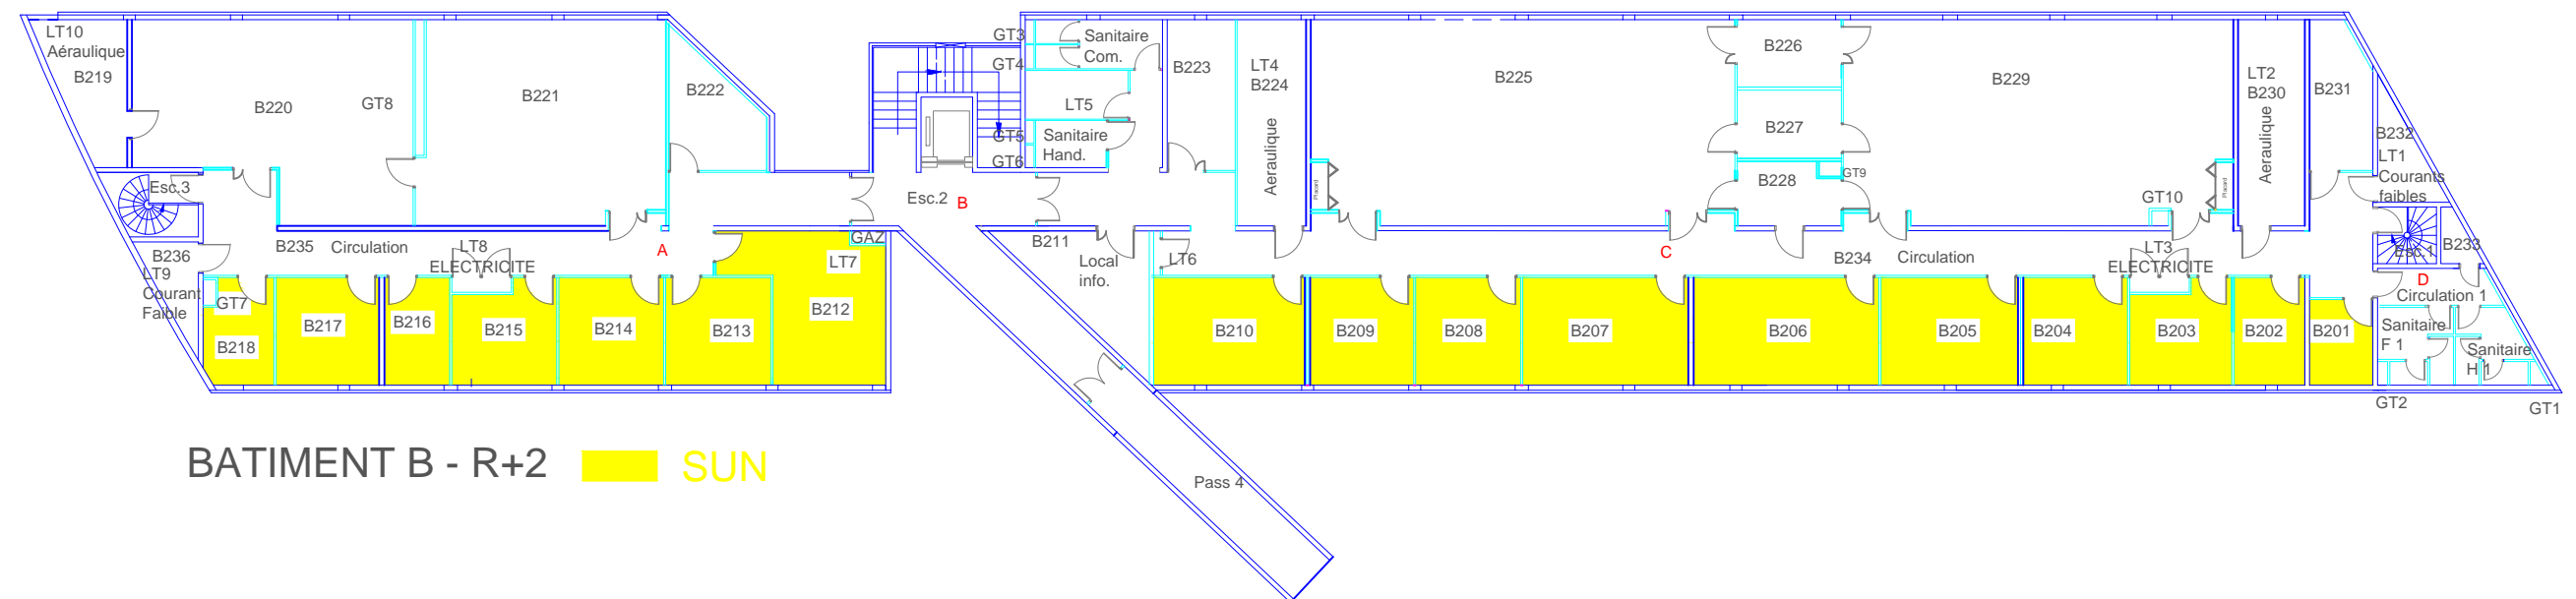 LT10
Aéraulique
B219
B220
GT8
B221
B222
GT3
GT4
Sanitaire
Com.
LT5
GT5
GT6
Sanitaire
Hand.
B223
LT4
B224
Aeraulique
B225
B226
B227
B228
GT9
B229
Placard
Placard
GT10
LT2
B230
Aeraulique
B231
B232
LT1
Courants
faibles
Esc.3
Esc.2
B
B236
LT9
Courant
Faible
B235
Circulation
LT8
ELECTRICITE
A
GAZ
LT7
B211
Local
info.
LT6
C
B234
Circulation
LT3
ELECTRICITE
Esc.1
B233
D
Circulation 1
GT7
B218
B217
B216
B215
B214
B213
B212
B210
B209
B208
B207
B206
B205
B204
B203
B202
B201
Sanitaire
F 1
Sanitaire
H 1
GT2
GT1
BATIMENT B - R+2
SUN
Pass 4